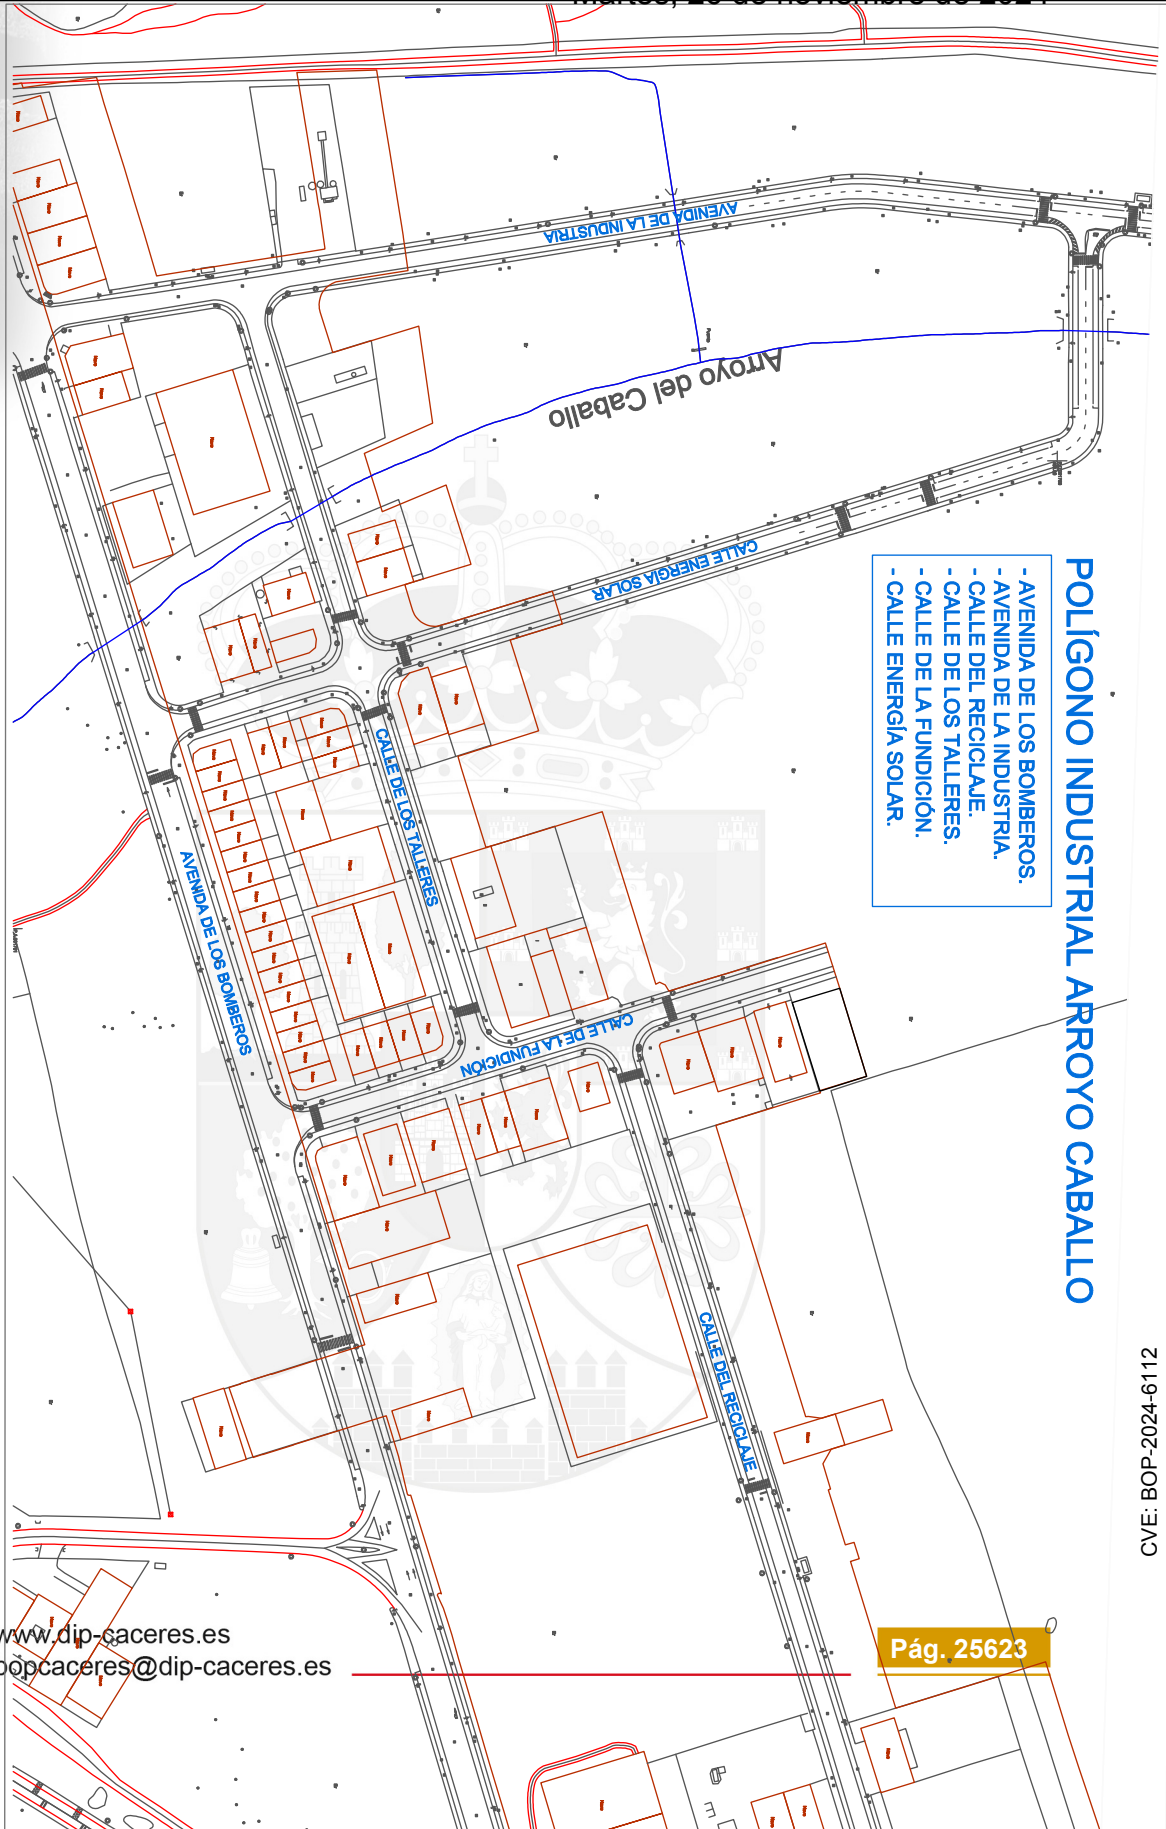 POLÍGONO INDUSTRIAL ARROYO CABALLO
- AVENIDA DE LOS BOMBEROS.
- AVENIDA DE LA INDUSTRIA.
- CALLE DEL RECICLAJE.
- CALLE DE LOS TALLERES.
- CALLE DE LA FUNDICIÓN.
- CALLE ENERGÍA SOLAR.
AVENIDA DE LA INDUSTRIA
Arroyo del Caballo
CALLE ENERGÍA SOLAR
CALLE DE LOS TALLERES
AVENIDA DE LOS BOMBEROS
CALLE DE LA FUNDICIÓN
CALLE DEL RECICLAJE
CVE: BOP-2024-6112
www.dip-caceres.es
bopcaceres@dip-caceres.es
Pág. 25623